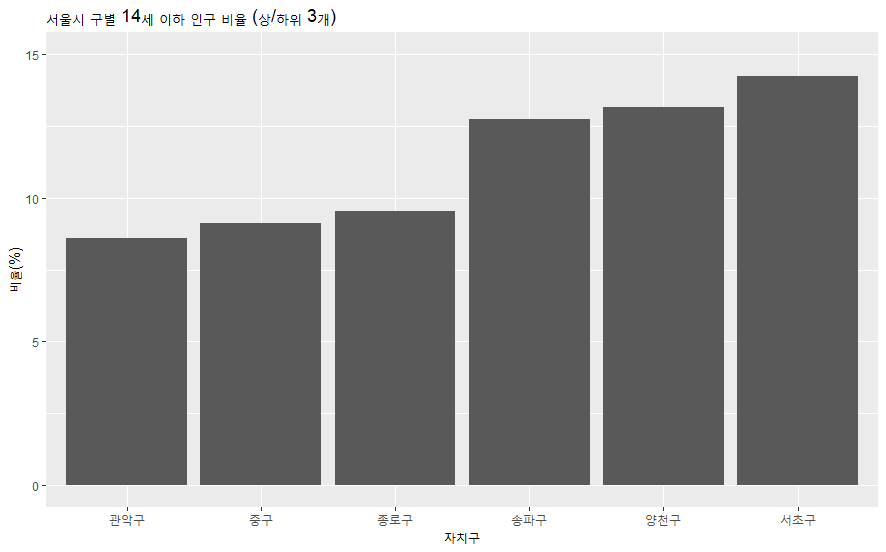 서울시 구별 14세 이하 인구 비율 (상/하위 3개)
비율(%)
15
10
5
0
관악구 중구 종로구 송파구 양천구 서초구
자치구